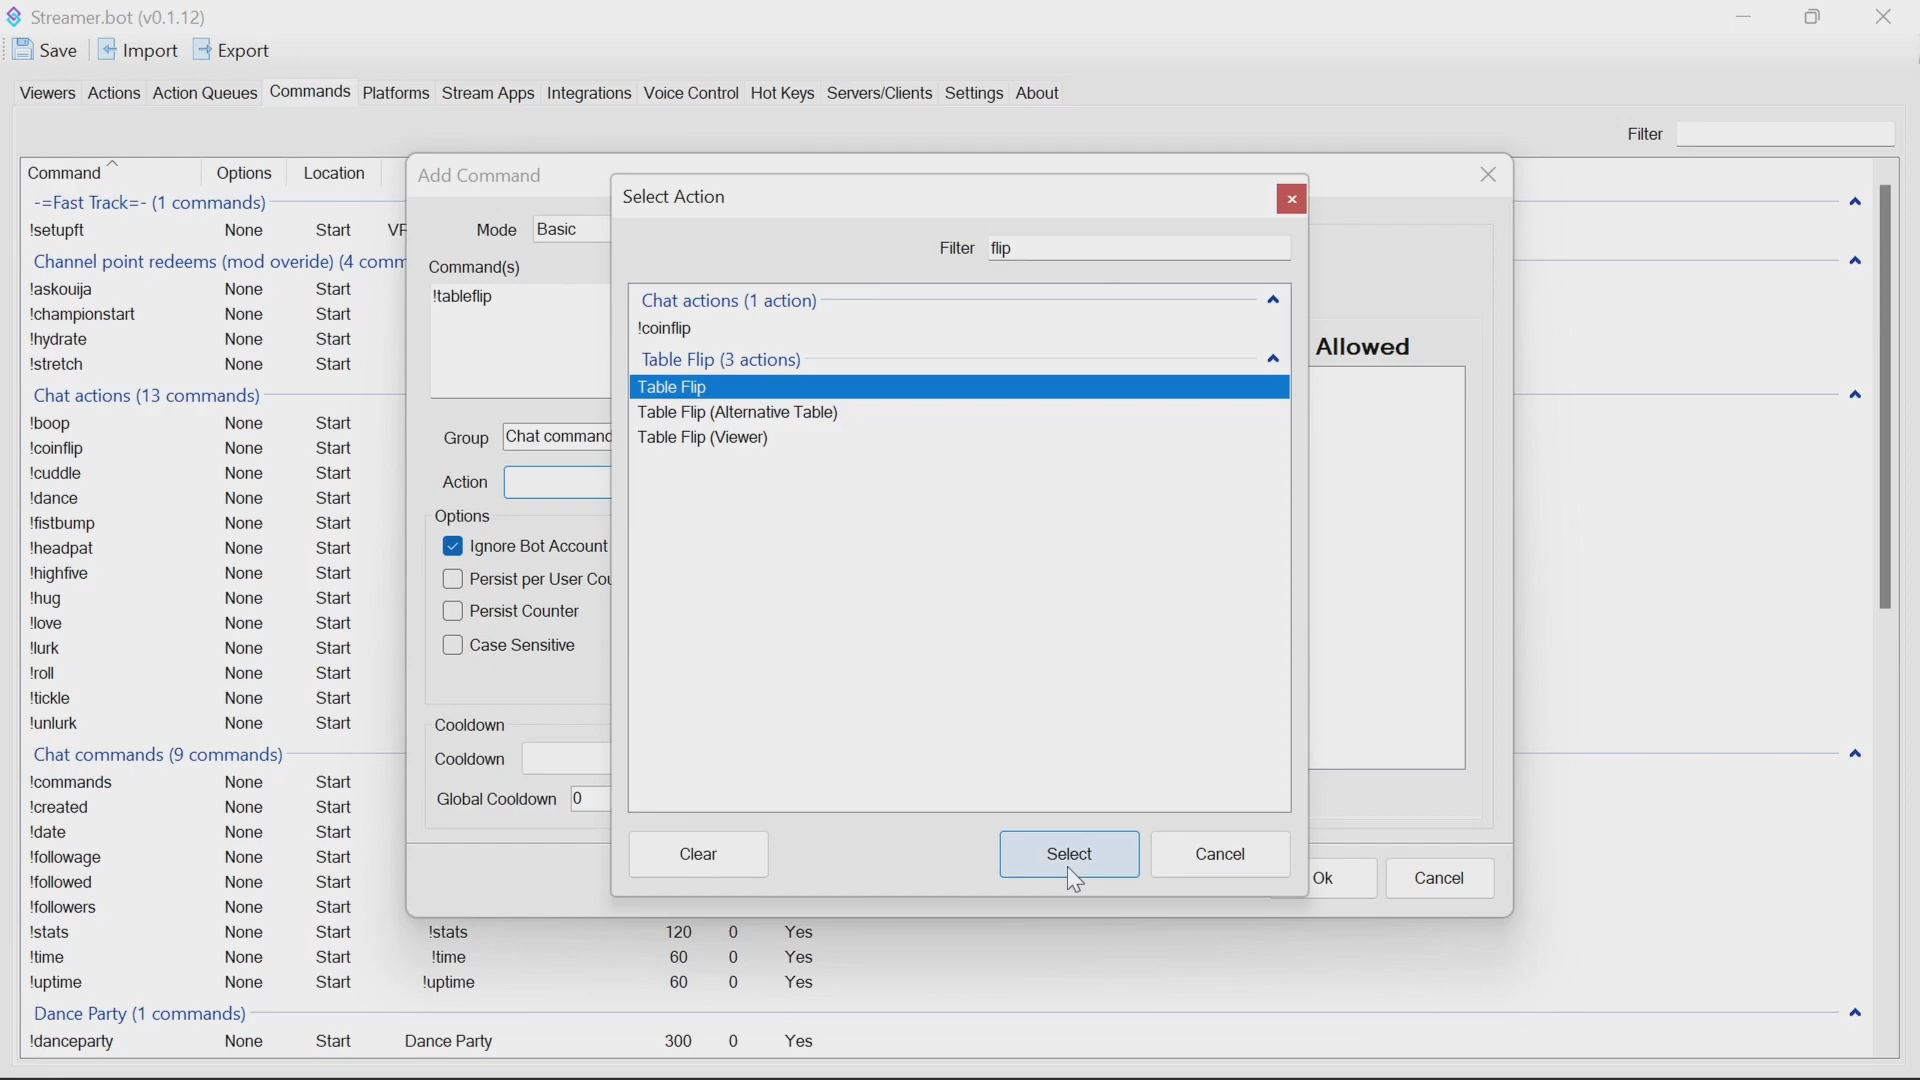 Streamer.bot (v0.1.12)
Save Import Export
Viewers Actions Action Queues Commands Platforms Stream Apps Integrations Voice Control Hot Keys Servers/Clients Settings About
Filter
Command Options Location
-=Fast Track=- (1 commands)
!setupft None Start
Channel point redeems (mod overide) (4 comm
!askouija None Start
!championstart None Start
!hydrate None Start
!stretch None Start
Chat actions (13 commands)
!boop None Start
!coinflip None Start
!cuddle None Start
!dance None Start
!fistbump None Start
!headpat None Start
!highfive None Start
!hug None Start
!love None Start
!lurk None Start
!roll None Start
!tickle None Start
!unlurk None Start
Chat commands (9 commands)
!commands None Start
!created None Start
!date None Start
!followage None Start
!followed None Start
!followers None Start
!stats None Start !stats 120 0 Yes
!time None Start !time 60 0 Yes
!uptime None Start !uptime 60 0 Yes
Dance Party (1 commands)
!danceparty None Start Dance Party 300 0 Yes
Add Command
Mode Basic
Command(s)
!tableflip
Group Chat command
Action
Options
Ignore Bot Account
Persist per User Cou
Persist Counter
Case Sensitive
Cooldown
Cooldown
Global Cooldown 0
Allowed
Ok Cancel
Select Action
Filter flip
Chat actions (1 action)
!coinflip
Table Flip (3 actions)
Table Flip
Table Flip (Alternative Table)
Table Flip (Viewer)
Clear Select Cancel